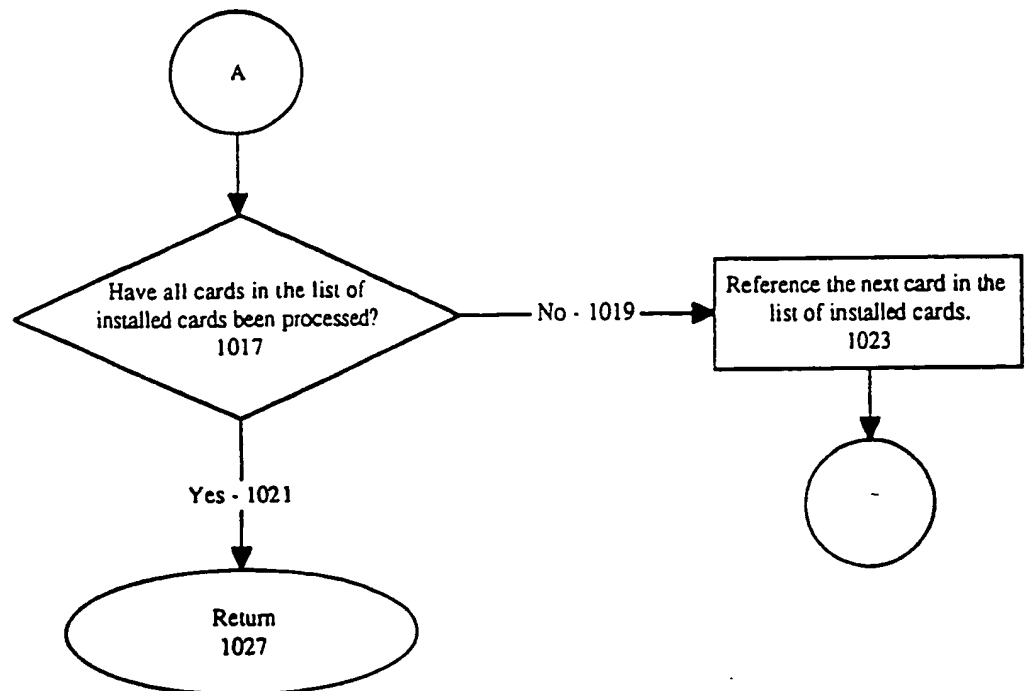 A
Have all cards in the list of
installed cards been processed?
1017
No - 1019
Reference the next card in the
list of installed cards.
1023
Yes - 1021
Return
1027